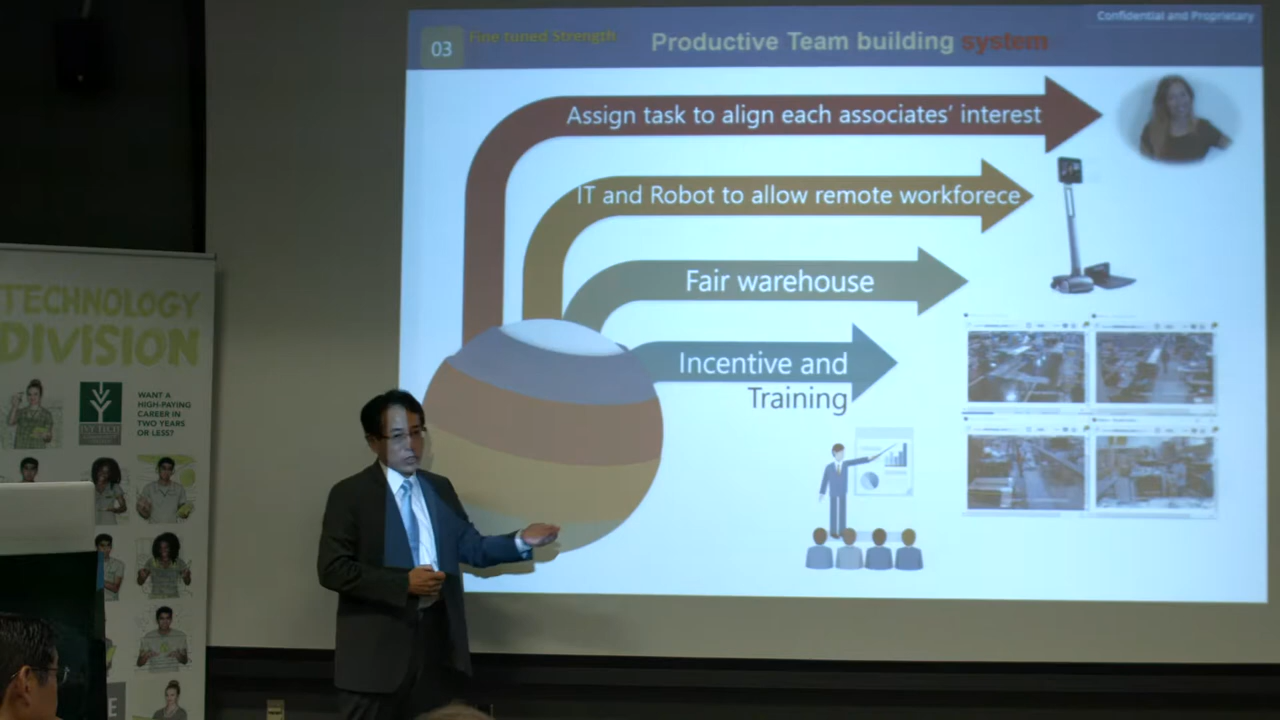 Confidential and Proprietary
03
Fine tuned Strength
Productive Team building system
Assign task to align each associates' interest
IT and Robot to allow remote workforece
Fair warehouse
Incentive and
Training
TECHNOLOGY
DIVISION
WANT A
HIGH-PAYING
CAREER IN
TWO YEARS
OR LESS?
E